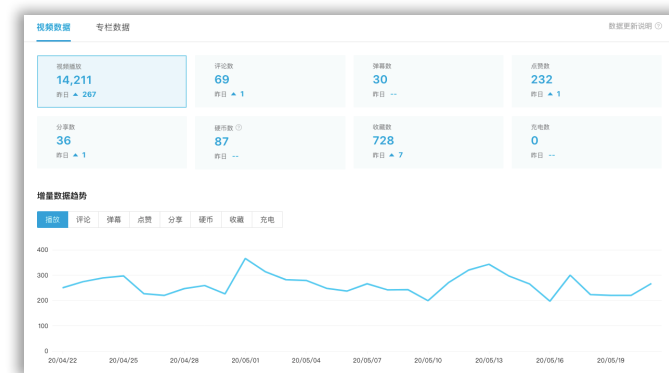 视频数据 专栏数据 数据更新说明
视频播放 评论数 弹幕数 点赞数
14,211 69 30 232
昨日 ▲ 267 昨日 ▲ 1 昨日 -- 昨日 ▲ 1
分享数 硬币数 收藏数 充电数
36 87 728 0
昨日 ▲ 1 昨日 -- 昨日 ▲ 7 昨日 --
增量数据趋势
播放 评论 弹幕 点赞 分享 硬币 收藏 充电
400
300
200
100
0
20/04/22 20/04/25 20/04/28 20/05/01 20/05/04 20/05/07 20/05/10 20/05/13 20/05/16 20/05/19